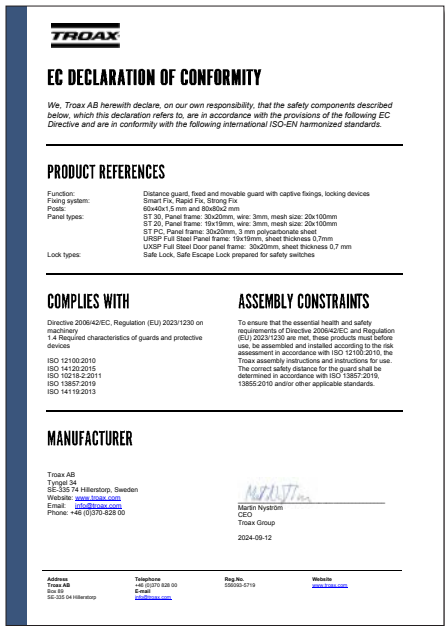 TROAX
EC DECLARATION OF CONFORMITY
We, Troax AB herewith declare, on our own responsibility, that the safety components described
below, which this declaration refers to, are in accordance with the provisions of the following EC
Directive and are in conformity with the following international ISO-EN harmonized standards.
PRODUCT REFERENCES
Function: Distance guard, fixed and movable guard with captive fixings, locking devices
Fixing system: Smart Fix, Rapid Fix, Strong Fix
Posts: 60x40x1,5 mm and 80x80x2 mm
Panel types: ST 30, Panel frame: 30x20mm, wire: 3mm, mesh size: 20x100mm
ST 20, Panel frame: 19x19mm, wire: 3mm, mesh size: 20x100mm
ST PC, Panel frame: 30x20mm, 3 mm polycarbonate sheet
URSP Full Steel Panel frame: 19x19mm, sheet thickness 0,7mm
UXSP Full Steel Door panel frame: 30x20mm, sheet thickness 0,7 mm
Lock types: Safe Lock, Safe Escape Lock prepared for safety switches
COMPLIES WITH
Directive 2006/42/EC, Regulation (EU) 2023/1230 on
machinery
1.4 Required characteristics of guards and protective
devices
ISO 12100:2010
ISO 14120:2015
ISO 10218-2:2011
ISO 13857:2019
ISO 14119:2013
ASSEMBLY CONSTRAINTS
To ensure that the essential health and safety
requirements of Directive 2006/42/EC and Regulation
(EU) 2023/1230 are met, these products must before
use, be assembled and installed according to the risk
assessment in accordance with ISO 12100:2010, the
Troax assembly instructions and instructions for use.
The correct safety distance for the guard shall be
determined in accordance with ISO 13857:2019,
13855:2010 and/or other applicable standards.
MANUFACTURER
Troax AB
Tyngel 34
SE-335 74 Hillerstorp, Sweden
Website: www.troax.com
Email: info@troax.com
Phone: +46 (0)370-828 00
Martin Nyström
CEO
Troax Group
2024-09-12
Address Telephone Reg.No. Website
Troax AB +46 (0)370 828 00 556093-5719 www.troax.com
Box 89 E-mail
SE-335 04 Hillerstorp info@troax.com